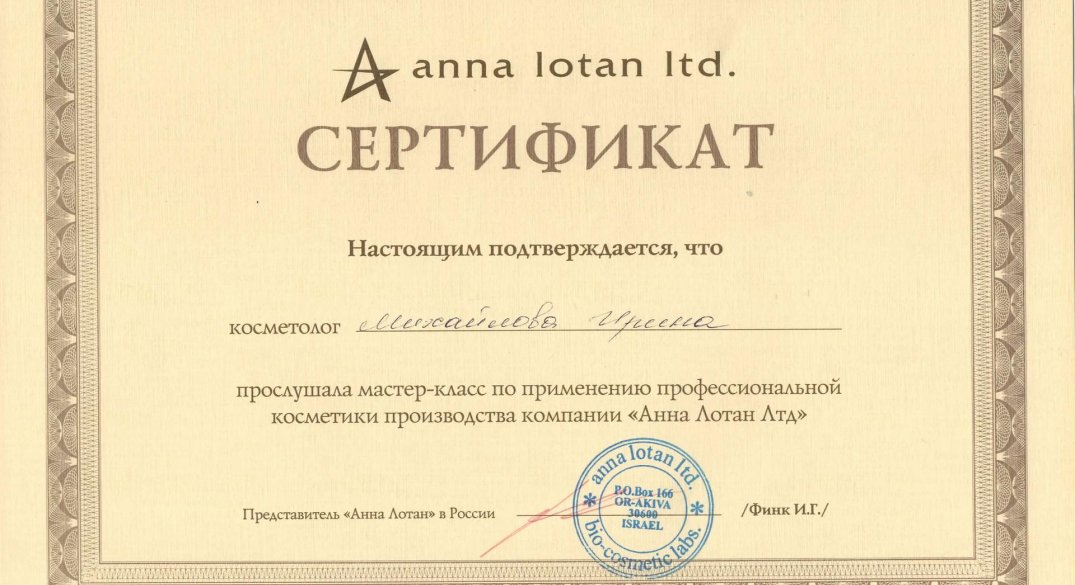 anna lotan ltd.
СЕРТИФИКАТ
Настоящим подтверждается, что
косметолог Михайлова Ирина
прослушала мастер-класс по применению профессиональной
косметики производства компании «Анна Лотан Лтд»
anna lotan ltd.
P.O.Box 166
OR-AKIVA
30600
ISRAEL
bio-cosmetic labs.
Представитель «Анна Лотан» в России /Финк И.Г./